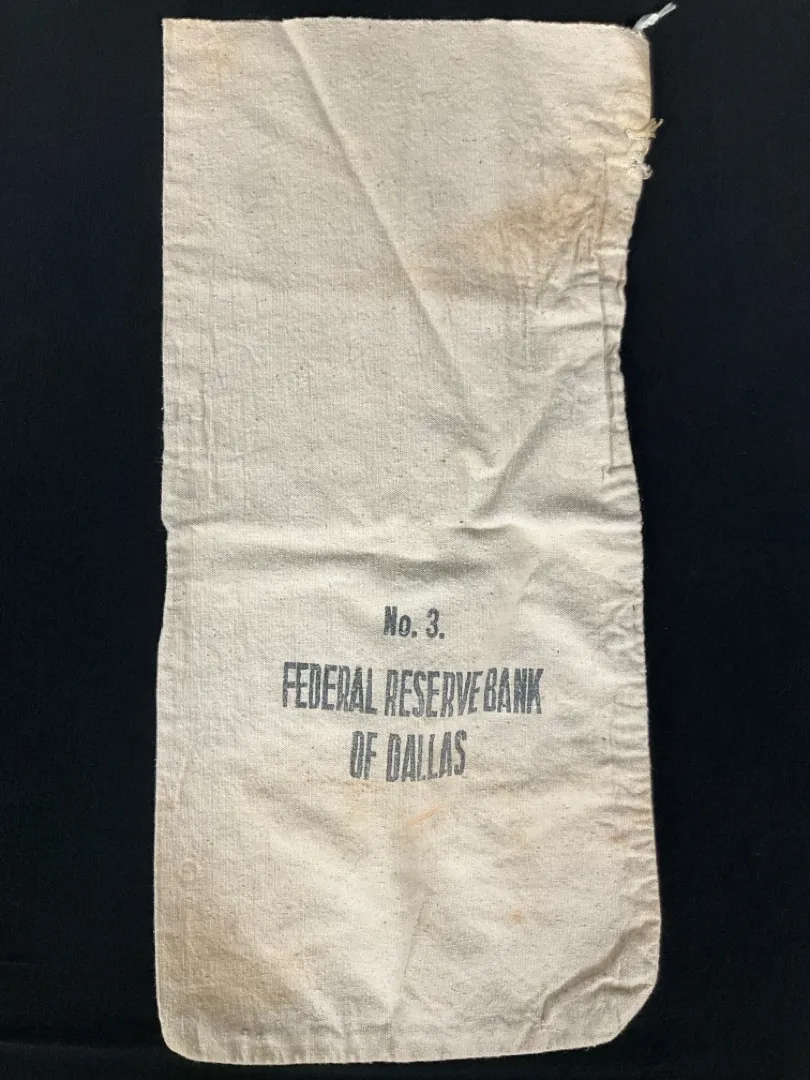 No. 3.
FEDERAL RESERVE BANK
OF DALLAS